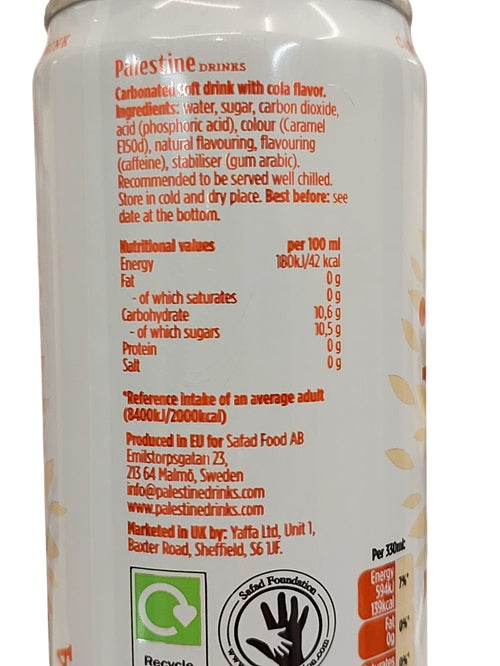 Palestine DRINKS
Carbonated soft drink with cola flavor.
Ingredients: water, sugar, carbon dioxide,
acid (phosphoric acid), colour (Caramel
E150d), natural flavouring, flavouring
(caffeine), stabiliser (gum arabic).
Recommended to be served well chilled.
Store in cold and dry place. Best before: see
date at the bottom.
Nutritional values per 100 ml
Energy 180kJ/42 kcal
Fat 0 g
- of which saturates 0 g
Carbohydrate 10,6 g
- of which sugars 10,5 g
Protein 0 g
Salt 0 g
*Reference intake of an average adult
(8400kJ/2000kcal)
Produced in EU for Safad Food AB
Emilstorpsgatan 23,
213 64 Malmö, Sweden
info@palestinedrinks.com
www.palestinedrinks.com
Marketed in UK by: Yaffa Ltd, Unit 1,
Baxter Road, Sheffield, S6 1JF.
Per 330ml:
Energy
594kJ
139kcal
7%*
Fat
0g
0%*
Safad Foundation
Recycle